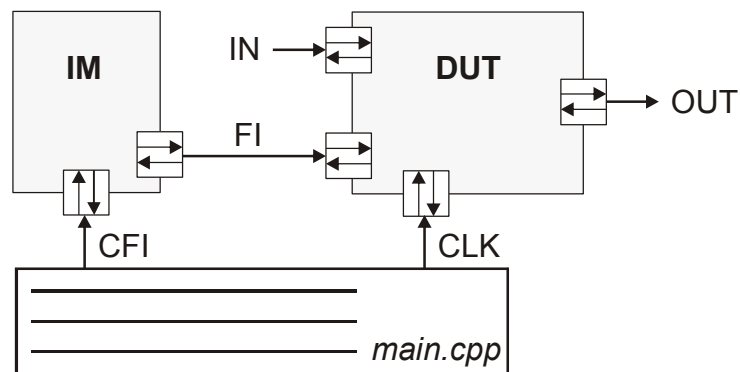 IM
IN
DUT
OUT
FI
CFI
CLK
main.cpp